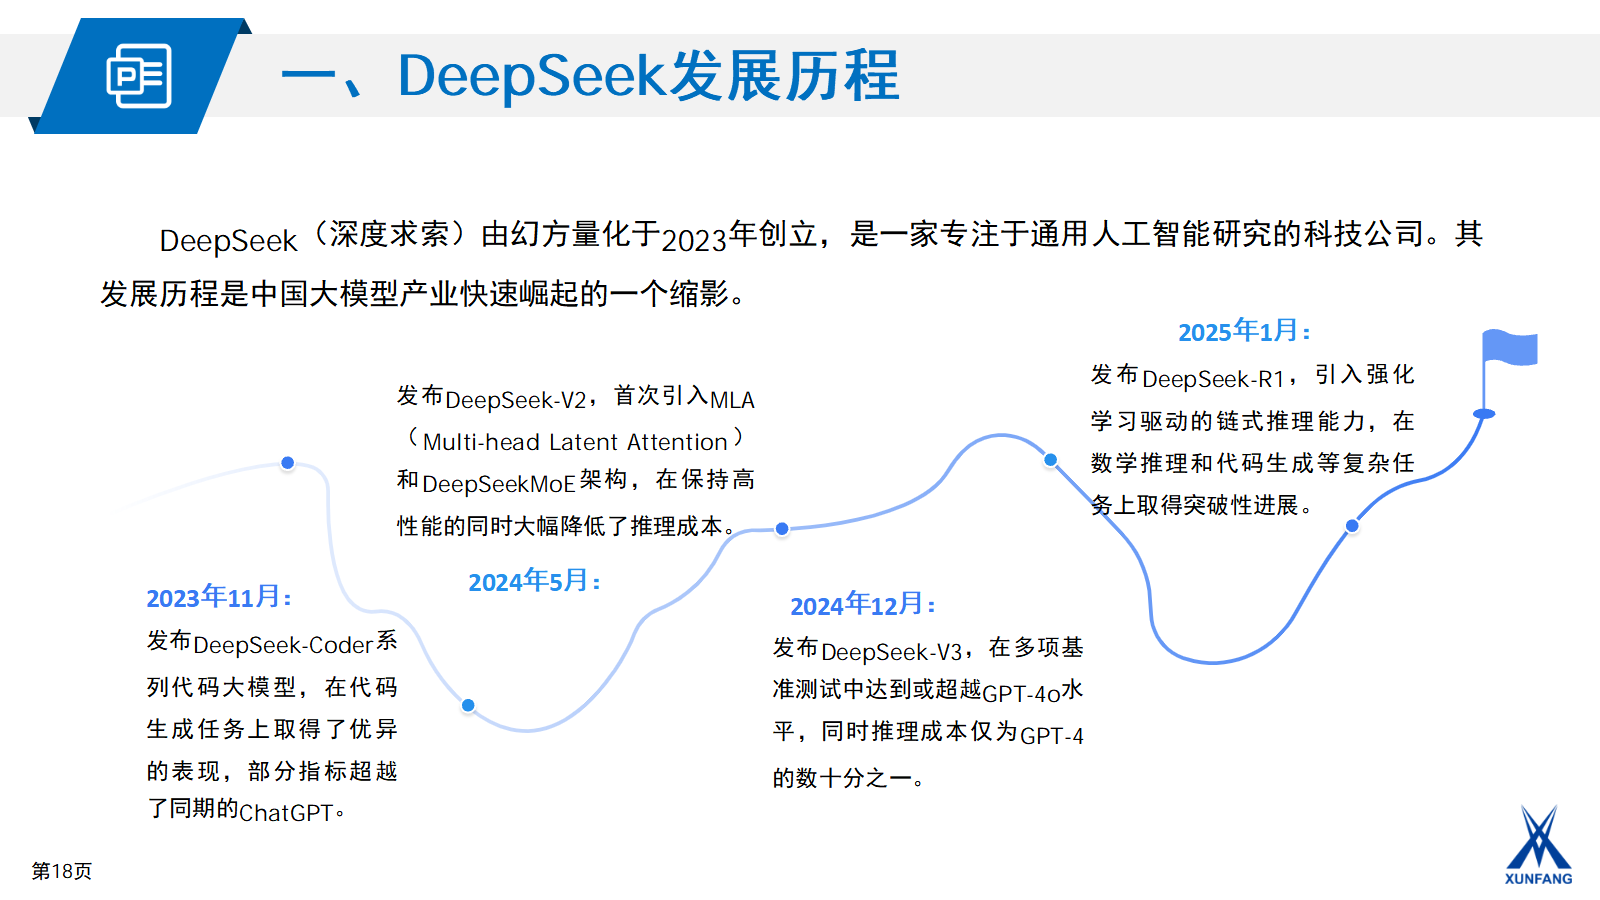 一、DeepSeek发展历程
DeepSeek（深度求索）由幻方量化于2023年创立，是一家专注于通用人工智能研究的科技公司。其
发展历程是中国大模型产业快速崛起的一个缩影。
2023年11月：
发布DeepSeek-Coder系
列代码大模型，在代码
生成任务上取得了优异
的表现，部分指标超越
了同期的ChatGPT。
发布DeepSeek-V2，首次引入MLA
（Multi-head Latent Attention）
和DeepSeekMoE架构，在保持高
性能的同时大幅降低了推理成本。
2024年5月：
2024年12月：
发布DeepSeek-V3，在多项基
准测试中达到或超越GPT-4o水
平，同时推理成本仅为GPT-4
的数十分之一。
2025年1月：
发布DeepSeek-R1，引入强化
学习驱动的链式推理能力，在
数学推理和代码生成等复杂任
务上取得突破性进展。
第18页
XUNFANG